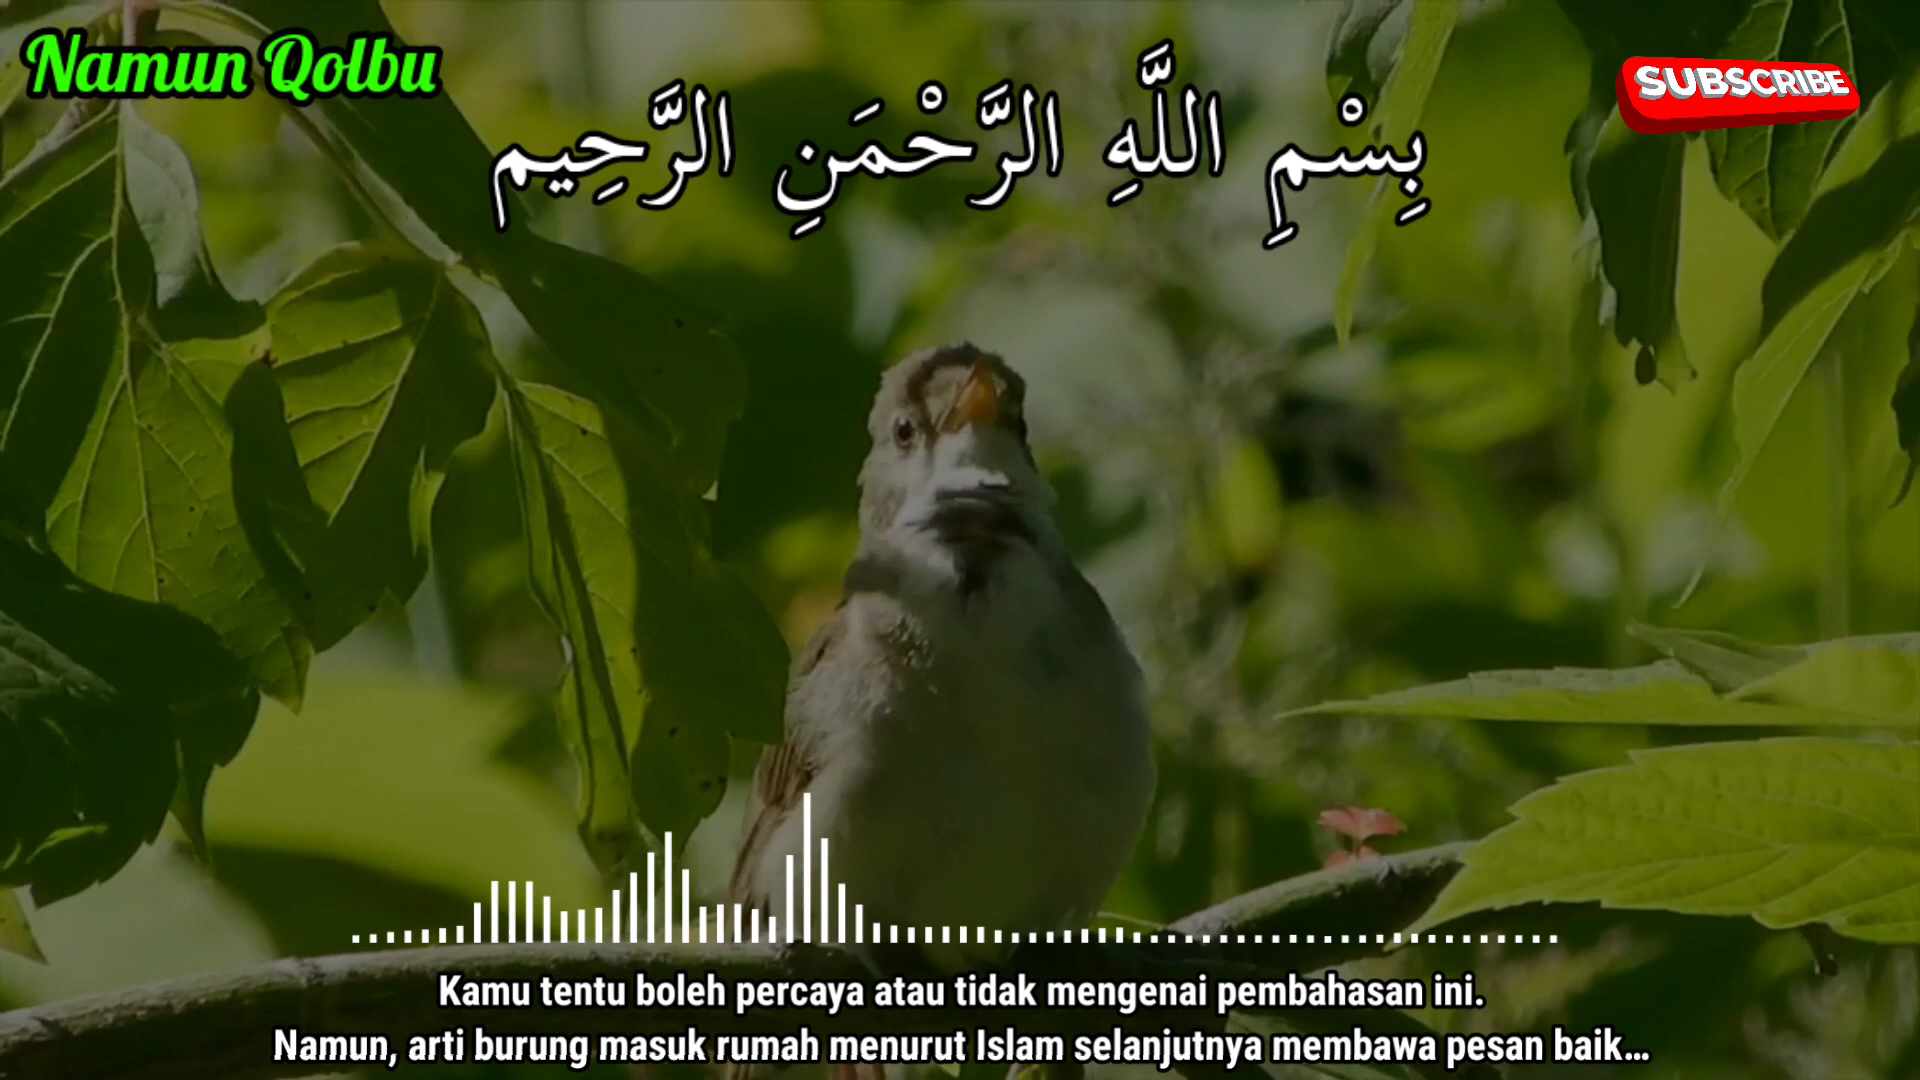 Namun Qolbu
SUBSCRIBE
بِسْمِ اللَّهِ الرَّحْمَنِ الرَّحِيم
Kamu tentu boleh percaya atau tidak mengenai pembahasan ini.
Namun, arti burung masuk rumah menurut Islam selanjutnya membawa pesan baik...